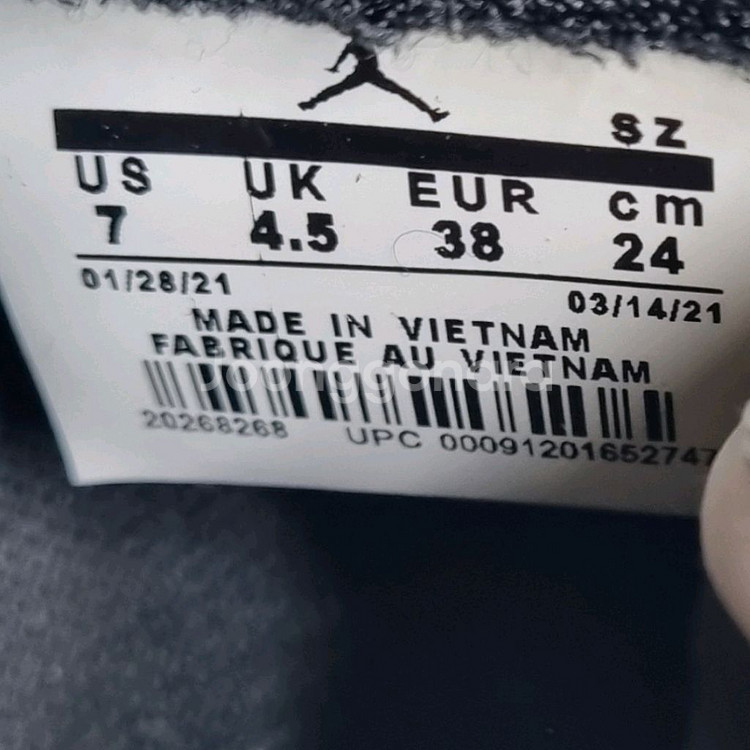 sz
US UK EUR cm
7 4.5 38 24
01/28/21 03/14/21
MADE IN VIETNAM
FABRIQUE AU VIETNAM
Joonggonara
20268268 UPC 00091201652747